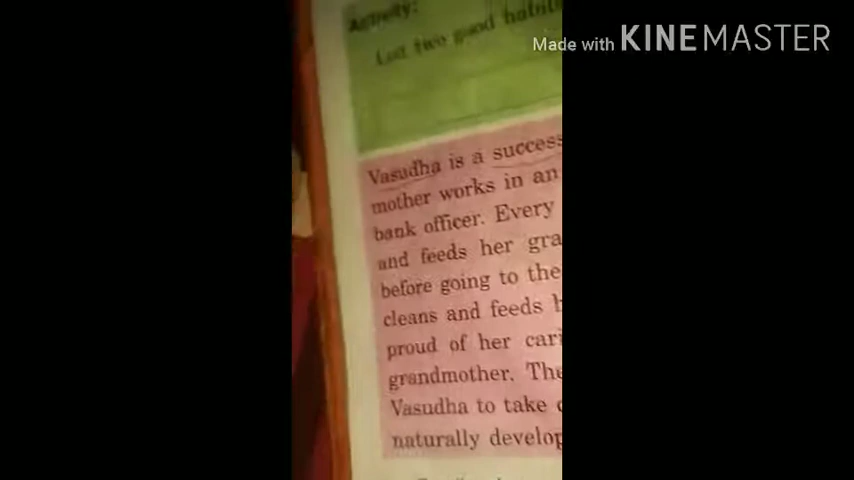 Activity:
List two good habits
Made with KINEMASTER
Vasudha is a success
mother works in an
bank officer. Every
and feeds her gra
before going to the
cleans and feeds h
proud of her cari
grandmother. The
Vasudha to take c
naturally develop